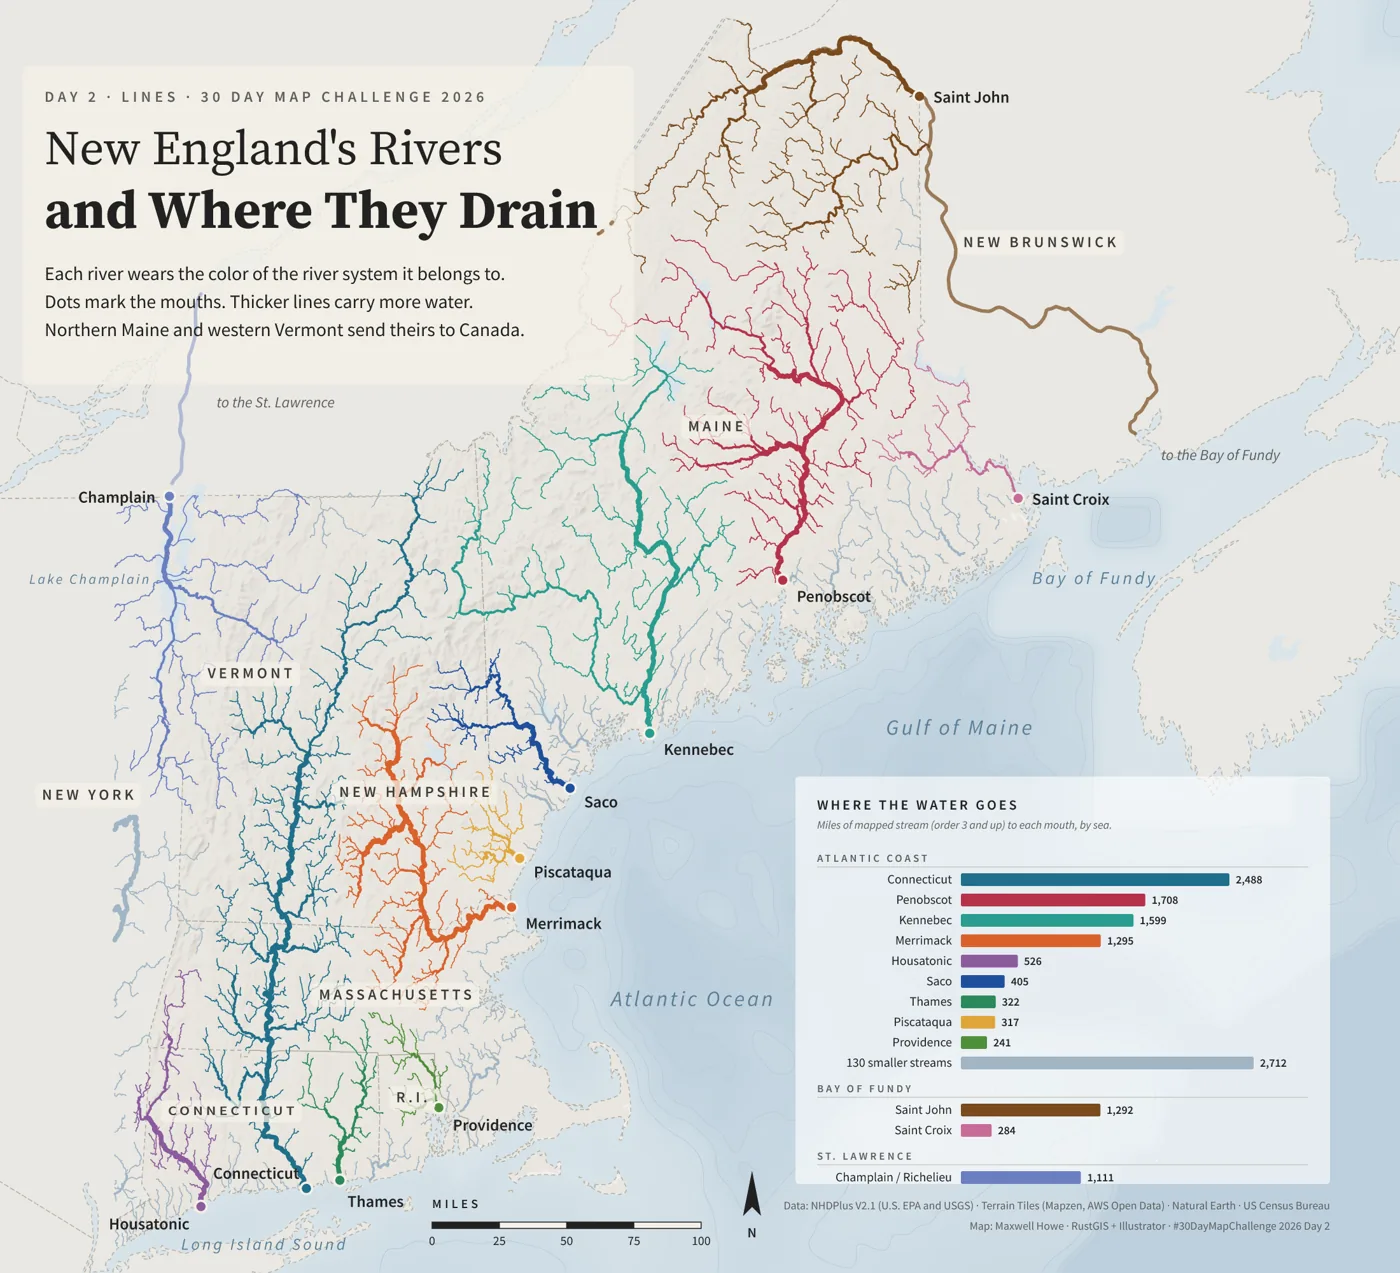 DAY 2 · LINES · 30 DAY MAP CHALLENGE 2026
New England's Rivers
and Where They Drain
Each river wears the color of the river system it belongs to.
Dots mark the mouths. Thicker lines carry more water.
Northern Maine and western Vermont send theirs to Canada.
Saint John
NEW BRUNSWICK
to the St. Lawrence
MAINE
to the Bay of Fundy
Champlain
Saint Croix
Lake Champlain
Bay of Fundy
Penobscot
VERMONT
Gulf of Maine
Kennebec
NEW YORK
NEW HAMPSHIRE
Saco
Piscataqua
Merrimack
MASSACHUSETTS
Atlantic Ocean
R.I.
CONNECTICUT
Providence
Connecticut
Thames
Housatonic
Long Island Sound
MILES
0 25 50 75 100
N
WHERE THE WATER GOES
Miles of mapped stream (order 3 and up) to each mouth, by sea.
ATLANTIC COAST
Connecticut 2,488
Penobscot 1,708
Kennebec 1,599
Merrimack 1,295
Housatonic 526
Saco 405
Thames 322
Piscataqua 317
Providence 241
130 smaller streams 2,712
BAY OF FUNDY
Saint John 1,292
Saint Croix 284
ST. LAWRENCE
Champlain / Richelieu 1,111
Data: NHDPlus V2.1 (U.S. EPA and USGS) · Terrain Tiles (Mapzen, AWS Open Data) · Natural Earth · US Census Bureau
Map: Maxwell Howe · RustGIS + Illustrator · #30DayMapChallenge 2026 Day 2